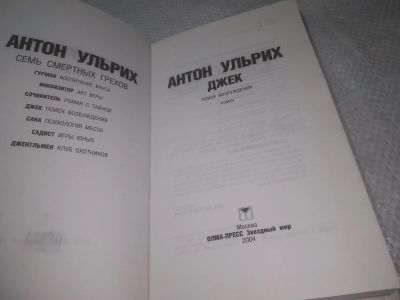 АНТОН УЛЬРИХ
СЕМЬ СМЕРТНЫХ ГРЕХОВ
ГУРМАН ВОСПИТАНИЕ ВКУСА
ИНКВИЗИТОР АКТ ВЕРЫ
СОЧИНИТЕЛЬ РОМАН С ТАЙНОЙ
ДЖЕК ПОИСК ВОЗБУЖДЕНИЯ
САНА ПСИХОЛОГИЯ МЕСТИ
САДИСТ ИГРЫ ЮНЫХ
ДЖЕНТЛЬМЕН КЛУБ ОХОТНИКОВ
АНТОН УЛЬРИХ
ДЖЕК
ПОИСК ВОЗБУЖДЕНИЯ
РОМАН
Москва
ОЛМА-ПРЕСС Звездный мир
2004